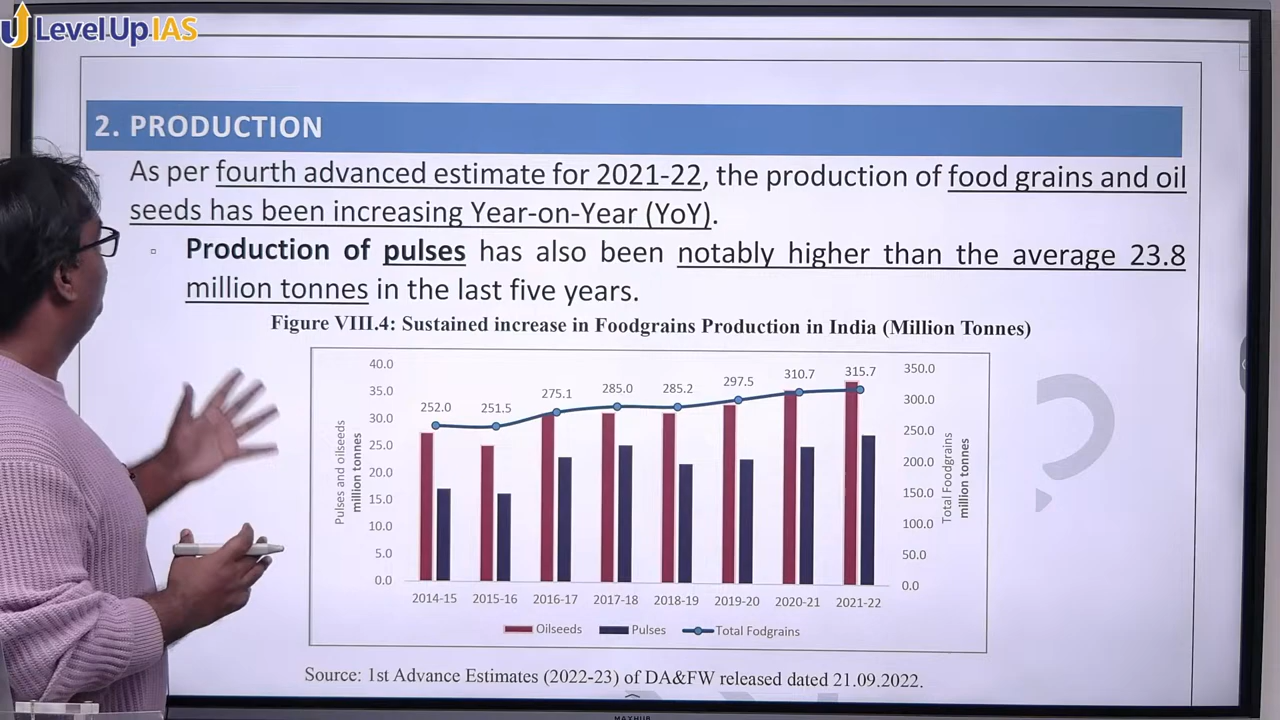 LevelUp IAS
2. PRODUCTION
As per fourth advanced estimate for 2021-22, the production of food grains and oil
seeds has been increasing Year-on-Year (YoY).
Production of pulses has also been notably higher than the average 23.8
million tonnes in the last five years.
Figure VIII.4: Sustained increase in Foodgrains Production in India (Million Tonnes)
40.0
35.0
30.0
25.0
20.0
15.0
10.0
5.0
0.0
Pulses and oilseeds
million tonnes
252.0 251.5 275.1 285.0 285.2 297.5 310.7 315.7
350.0
300.0
250.0
200.0
150.0
100.0
50.0
0.0
Total Foodgrains
million tonnes
2014-15 2015-16 2016-17 2017-18 2018-19 2019-20 2020-21 2021-22
Oilseeds Pulses Total Fodgrains
Source: 1st Advance Estimates (2022-23) of DA&FW released dated 21.09.2022.
MAXHUB